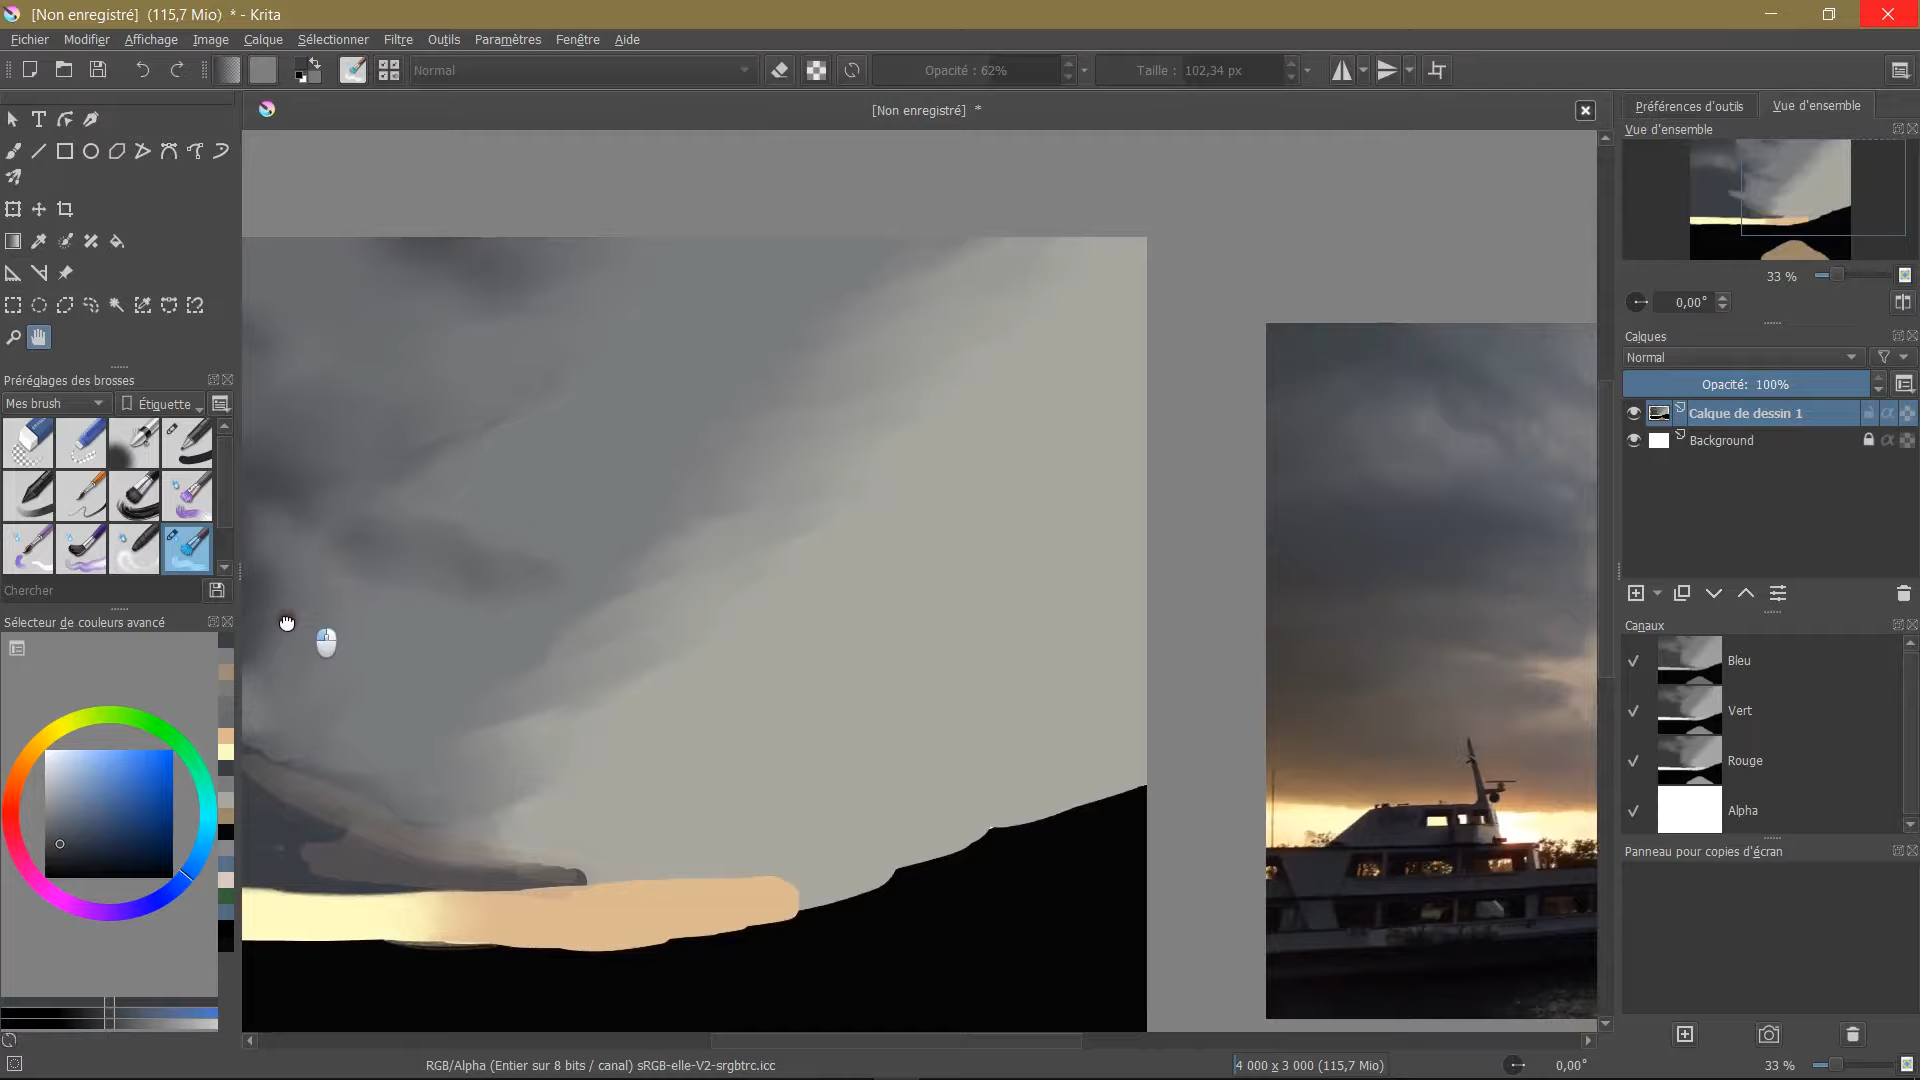 [Non enregistré]  (115,7 Mio)  * - Krita
Fichier Modifier Affichage Image Calque Sélectionner Filtre Outils Paramètres Fenêtre Aide
Normal Opacité : 62% Taille : 102,34 px
[Non enregistré]  *
Préférences d'outils Vue d'ensemble
Vue d'ensemble
33 %
0,00°
Calques
Normal
Opacité: 100%
Calque de dessin 1
Background
Préréglages des brosses
Mes brush Étiquette
Chercher
Sélecteur de couleurs avancé
Canaux
Bleu
Vert
Rouge
Alpha
Panneau pour copies d'écran
RGB/Alpha (Entier sur 8 bits / canal) sRGB-elle-V2-srgbtrc.icc
4 000 x 3 000 (115,7 Mio)
0,00°
33 %